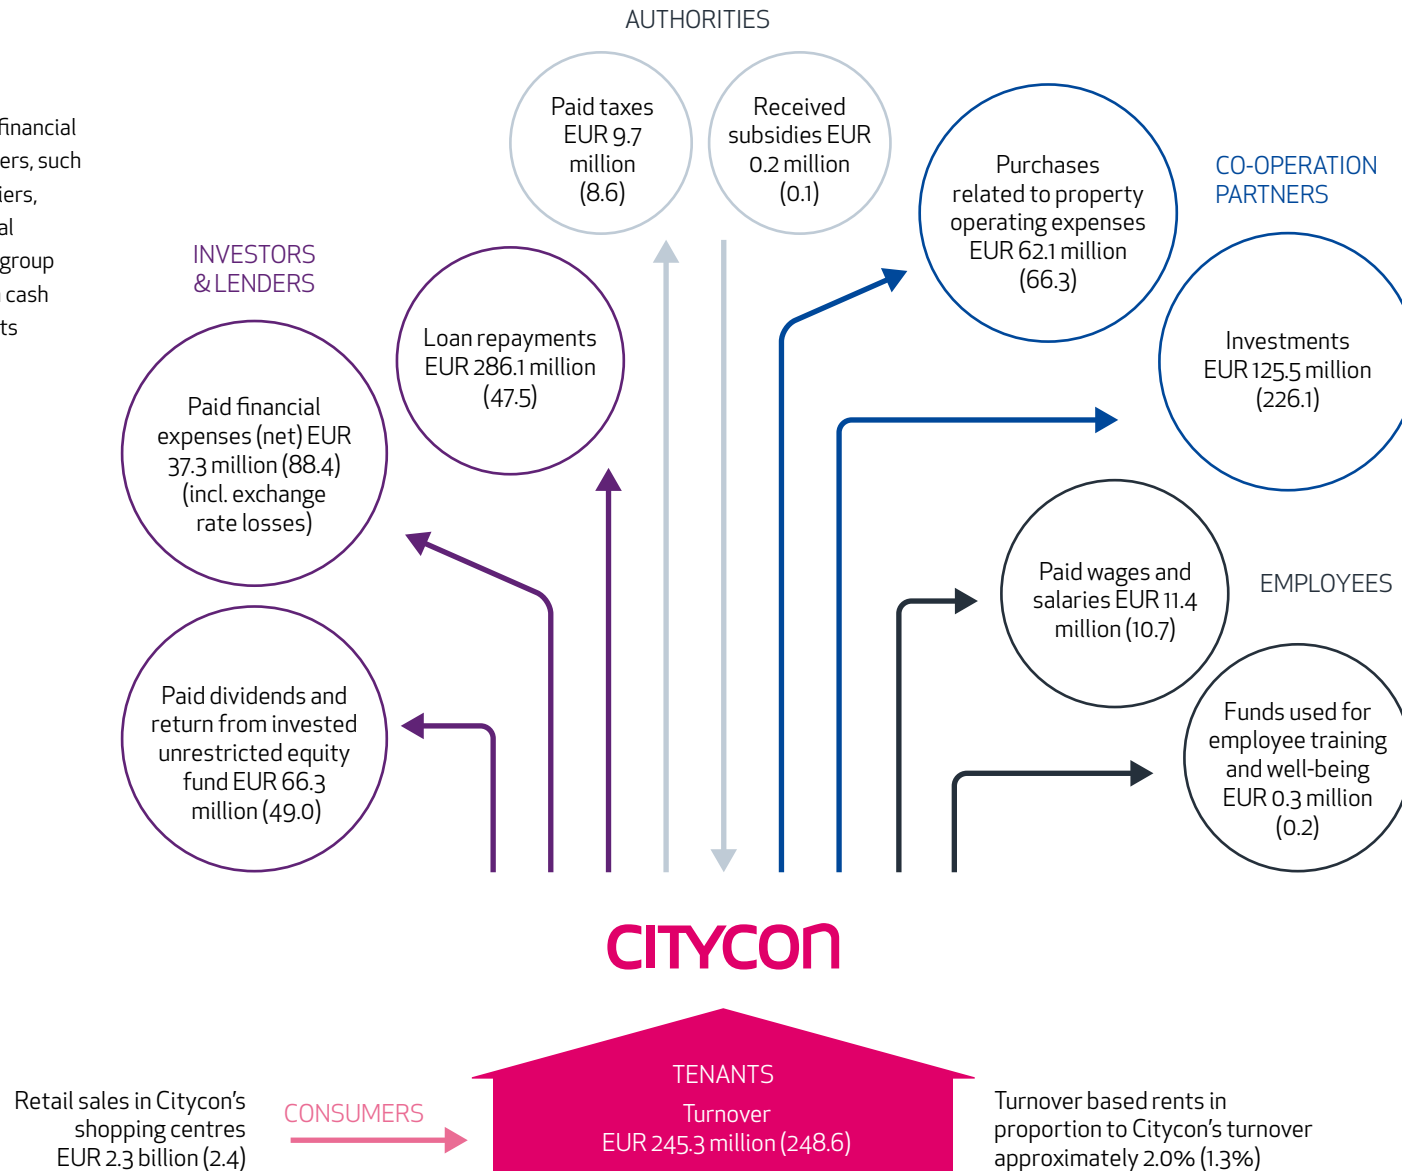 AUTHORITIES
financial
ers, such
iers,
al
group
cash
ts
INVESTORS
& LENDERS
Paid taxes
EUR 9.7
million
(8.6)
Received
subsidies EUR
0.2 million
(0.1)
Purchases
related to property
operating expenses
EUR 62.1 million
(66.3)
CO-OPERATION
PARTNERS
Loan repayments
EUR 286.1 million
(47.5)
Investments
EUR 125.5 million
(226.1)
Paid financial
expenses (net) EUR
37.3 million (88.4)
(incl. exchange
rate losses)
Paid wages and
salaries EUR 11.4
million (10.7)
EMPLOYEES
Paid dividends and
return from invested
unrestricted equity
fund EUR 66.3
million (49.0)
Funds used for
employee training
and well-being
EUR 0.3 million
(0.2)
CITYCON
TENANTS
Turnover
EUR 245.3 million (248.6)
Retail sales in Citycon's
shopping centres
EUR 2.3 billion (2.4)
CONSUMERS
Turnover based rents in
proportion to Citycon's turnover
approximately 2.0% (1.3%)